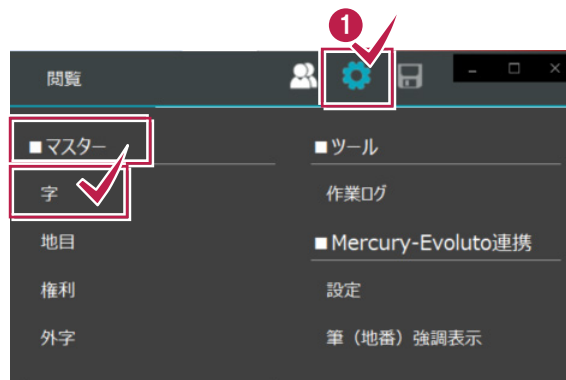 1
閲覧
■マスター
字
地目
権利
外字
■ツール
作業ログ
■Mercury-Evoluto連携
設定
筆（地番）強調表示